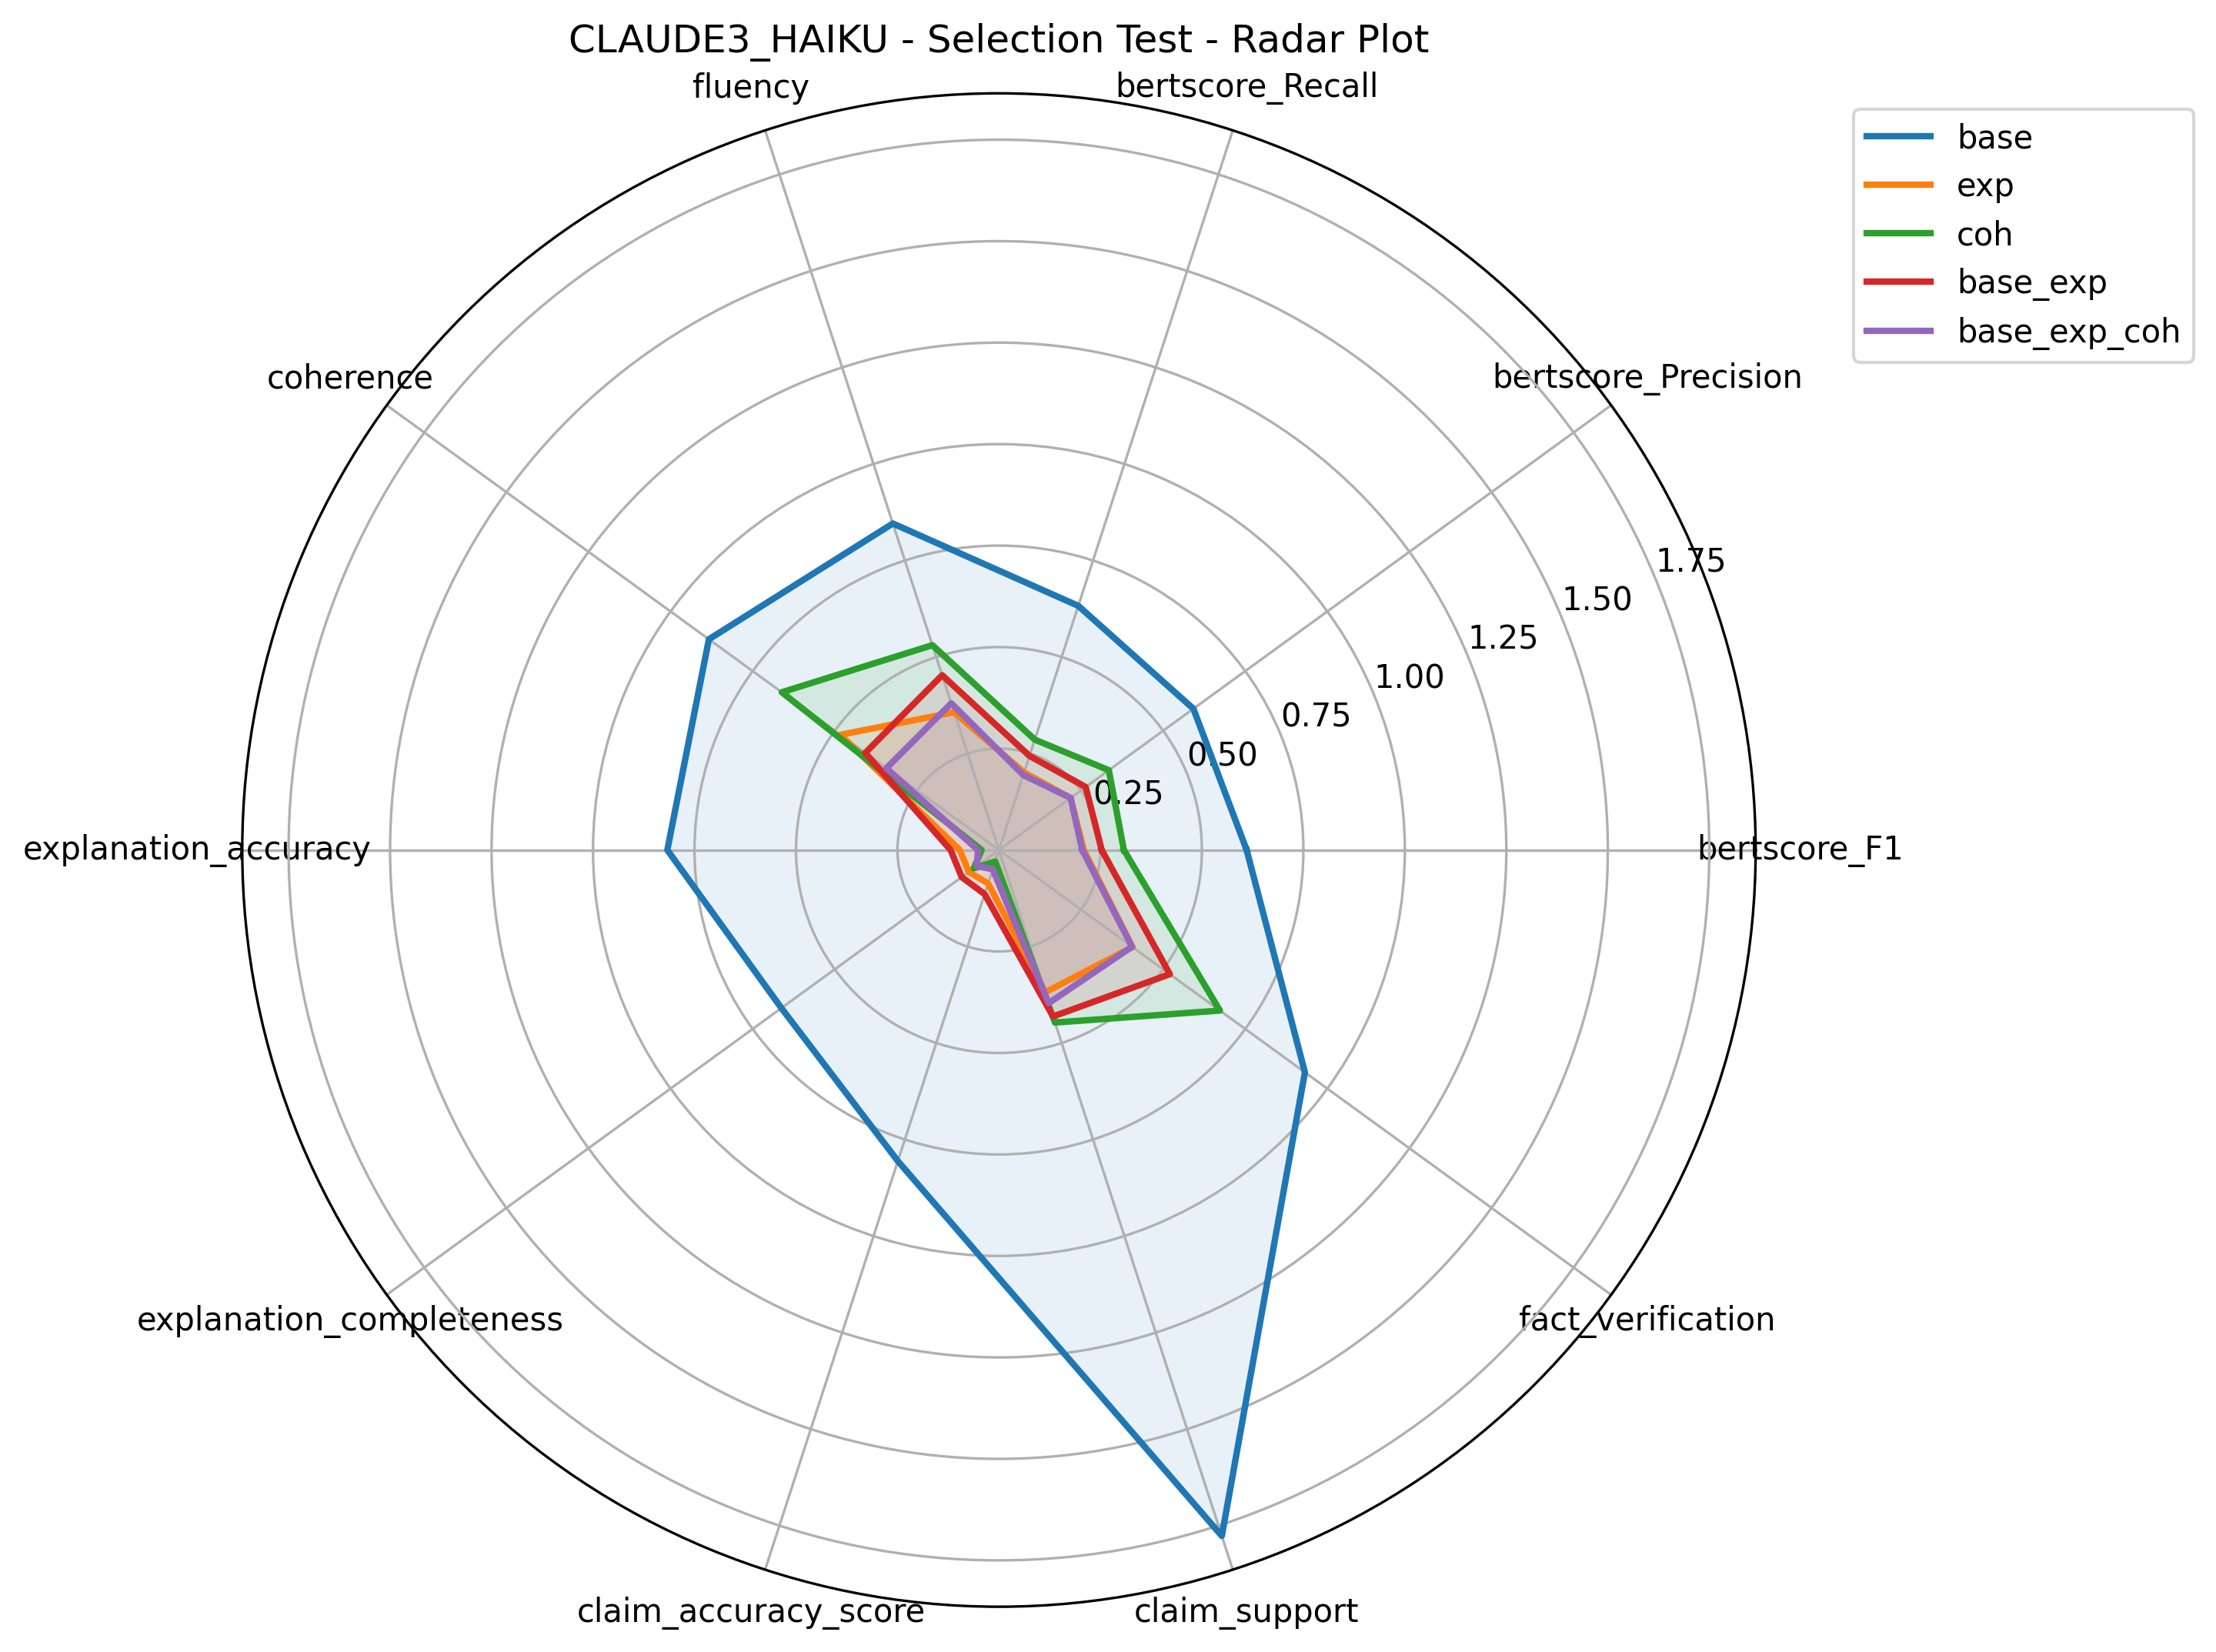 CLAUDE3_HAIKU - Selection Test - Radar Plot
fluency
bertscore_Recall
base
exp
coh
base_exp
base_exp_coh
coherence
bertscore_Precision
1.75
1.50
1.25
1.00
0.75
0.50
0.25
explanation_accuracy
bertscore_F1
explanation_completeness
fact_verification
claim_accuracy_score
claim_support